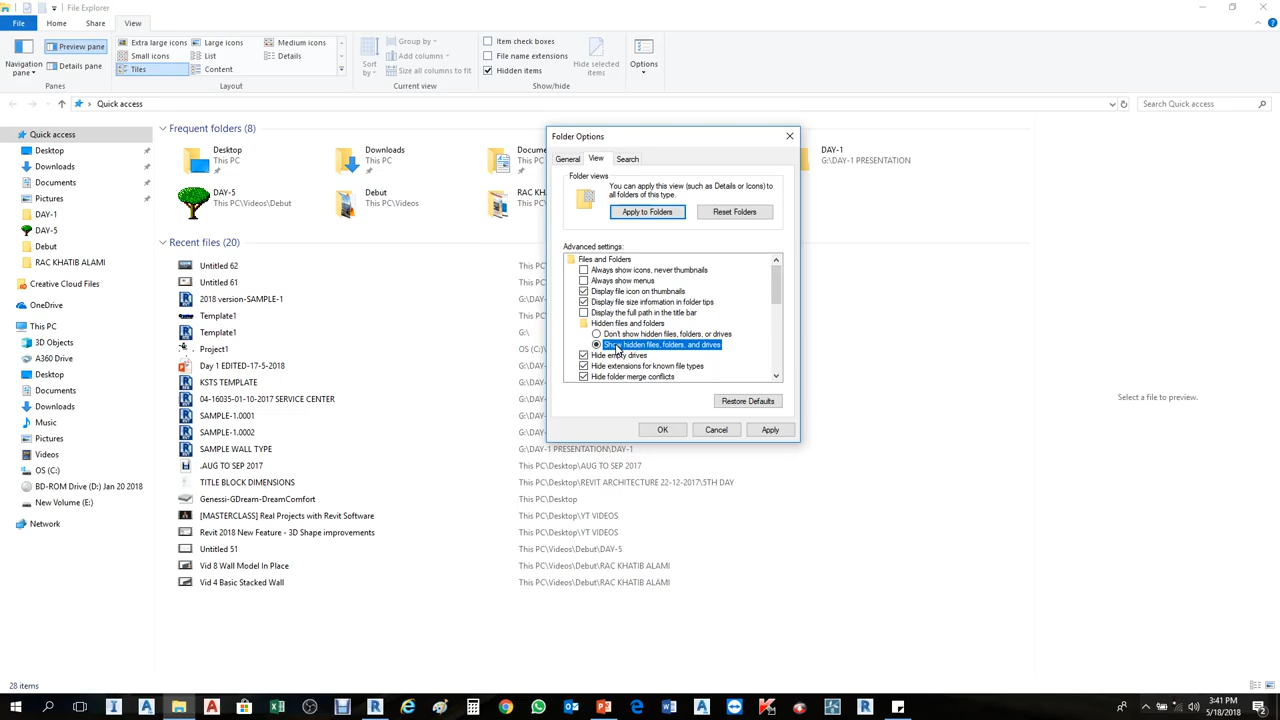 File Explorer
File Home Share View
Preview pane
Navigation pane
Details pane
Panes
Extra large icons Large icons Medium icons
Small icons List Details
Tiles Content
Layout
Sort by
Group by
Add columns
Size all columns to fit
Current view
Item check boxes
File name extensions
Hidden items
Hide selected items
Show/hide
Options
Quick access
Search Quick access
Quick access
Desktop
Downloads
Documents
Pictures
DAY-1
DAY-5
Debut
RAC KHATIB ALAMI
Creative Cloud Files
OneDrive
This PC
3D Objects
A360 Drive
Desktop
Documents
Downloads
Music
Pictures
Videos
OS (C:)
BD-ROM Drive (D:) Jan 20 2018
New Volume (E:)
Network
Frequent folders (8)
Desktop
This PC
Downloads
This PC
This PC
DAY-1
G:\DAY-1 PRESENTATION
DAY-5
This PC\Videos\Debut
Debut
This PC\Videos
RAC KH
This PC
Recent files (20)
Untitled 62
Untitled 61
2018 version-SAMPLE-1
Template1
Template1 G:\
Project1 OS (C:)
Day 1 EDITED-17-5-2018
KSTS TEMPLATE
04-16035-01-10-2017 SERVICE CENTER
SAMPLE-1.0001
SAMPLE-1.0002
SAMPLE WALL TYPE G:\DAY-1 PRESENTATION\DAY-1
.AUG TO SEP 2017 This PC\Desktop\AUG TO SEP 2017
TITLE BLOCK DIMENSIONS This PC\Desktop\REVIT ARCHITECTURE 22-12-2017\5TH DAY
Genessi-GDream-DreamComfort This PC\Desktop
[MASTERCLASS] Real Projects with Revit Software This PC\Desktop\YT VIDEOS
Revit 2018 New Feature - 3D Shape improvements This PC\Desktop\YT VIDEOS
Untitled 51 This PC\Videos\Debut\DAY-5
Vid 8 Wall Model In Place This PC\Videos\Debut\RAC KHATIB ALAMI
Vid 4 Basic Stacked Wall This PC\Videos\Debut\RAC KHATIB ALAMI
Folder Options
General View Search
Folder views
You can apply this view (such as Details or Icons) to
all folders of this type.
Apply to Folders Reset Folders
Advanced settings:
Files and Folders
Always show icons, never thumbnails
Always show menus
Display file icon on thumbnails
Display file size information in folder tips
Display the full path in the title bar
Hidden files and folders
Don't show hidden files, folders, or drives
Show hidden files, folders, and drives
Hide empty drives
Hide extensions for known file types
Hide folder merge conflicts
Restore Defaults
OK Cancel Apply
Select a file to preview.
28 items
3:41 PM
5/18/2018